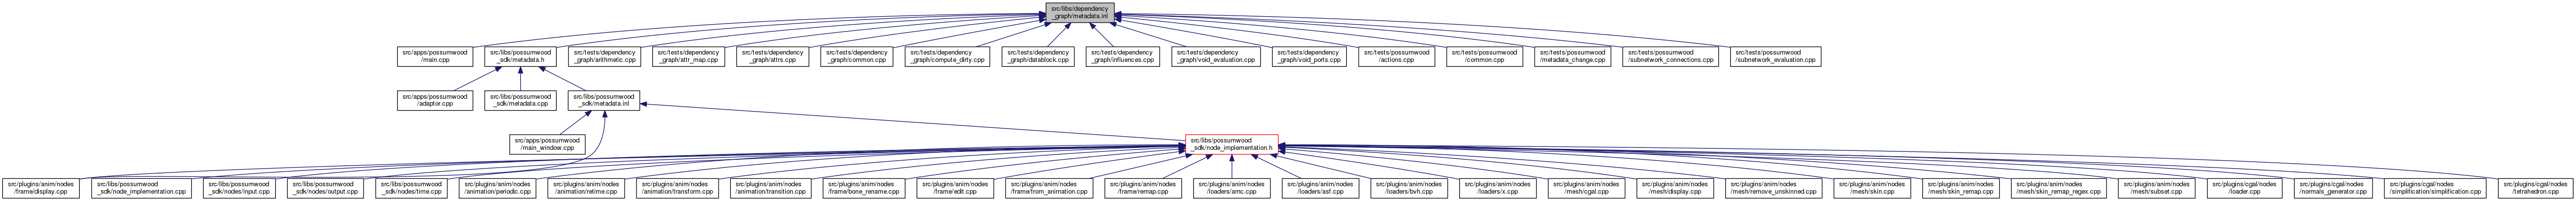 src/libs/dependency
_graph/metadata.inl
src/apps/possumwood
/main.cpp
src/libs/possumwood
_sdk/metadata.h
src/tests/dependency
_graph/arithmetic.cpp
src/tests/dependency
_graph/attr_map.cpp
src/tests/dependency
_graph/attrs.cpp
src/tests/dependency
_graph/common.cpp
src/tests/dependency
_graph/compute_dirty.cpp
src/tests/dependency
_graph/datablock.cpp
src/tests/dependency
_graph/influences.cpp
src/tests/dependency
_graph/void_evaluation.cpp
src/tests/dependency
_graph/void_ports.cpp
src/tests/possumwood
/actions.cpp
src/tests/possumwood
/common.cpp
src/tests/possumwood
/metadata_change.cpp
src/tests/possumwood
/subnetwork_connections.cpp
src/tests/possumwood
/subnetwork_evaluation.cpp
src/apps/possumwood
/adaptor.cpp
src/libs/possumwood
_sdk/metadata.cpp
src/libs/possumwood
_sdk/metadata.inl
src/apps/possumwood
/main_window.cpp
src/libs/possumwood
_sdk/node_implementation.h
src/plugins/anim/nodes
/frame/display.cpp
src/libs/possumwood
_sdk/node_implementation.cpp
src/libs/possumwood
_sdk/nodes/input.cpp
src/libs/possumwood
_sdk/nodes/output.cpp
src/libs/possumwood
_sdk/nodes/time.cpp
src/plugins/anim/nodes
/animation/periodic.cpp
src/plugins/anim/nodes
/animation/retime.cpp
src/plugins/anim/nodes
/animation/transform.cpp
src/plugins/anim/nodes
/animation/transition.cpp
src/plugins/anim/nodes
/frame/bone_rename.cpp
src/plugins/anim/nodes
/frame/edit.cpp
src/plugins/anim/nodes
/frame/from_animation.cpp
src/plugins/anim/nodes
/frame/remap.cpp
src/plugins/anim/nodes
/loaders/amc.cpp
src/plugins/anim/nodes
/loaders/asf.cpp
src/plugins/anim/nodes
/loaders/bvh.cpp
src/plugins/anim/nodes
/loaders/x.cpp
src/plugins/anim/nodes
/mesh/cgal.cpp
src/plugins/anim/nodes
/mesh/display.cpp
src/plugins/anim/nodes
/mesh/remove_unskinned.cpp
src/plugins/anim/nodes
/mesh/skin.cpp
src/plugins/anim/nodes
/mesh/skin_remap.cpp
src/plugins/anim/nodes
/mesh/skin_remap_regex.cpp
src/plugins/anim/nodes
/mesh/subset.cpp
src/plugins/cgal/nodes
/loader.cpp
src/plugins/cgal/nodes
/normals_generator.cpp
src/plugins/cgal/nodes
/simplification/simplification.cpp
src/plugins/cgal/nodes
/tetrahedron.cpp